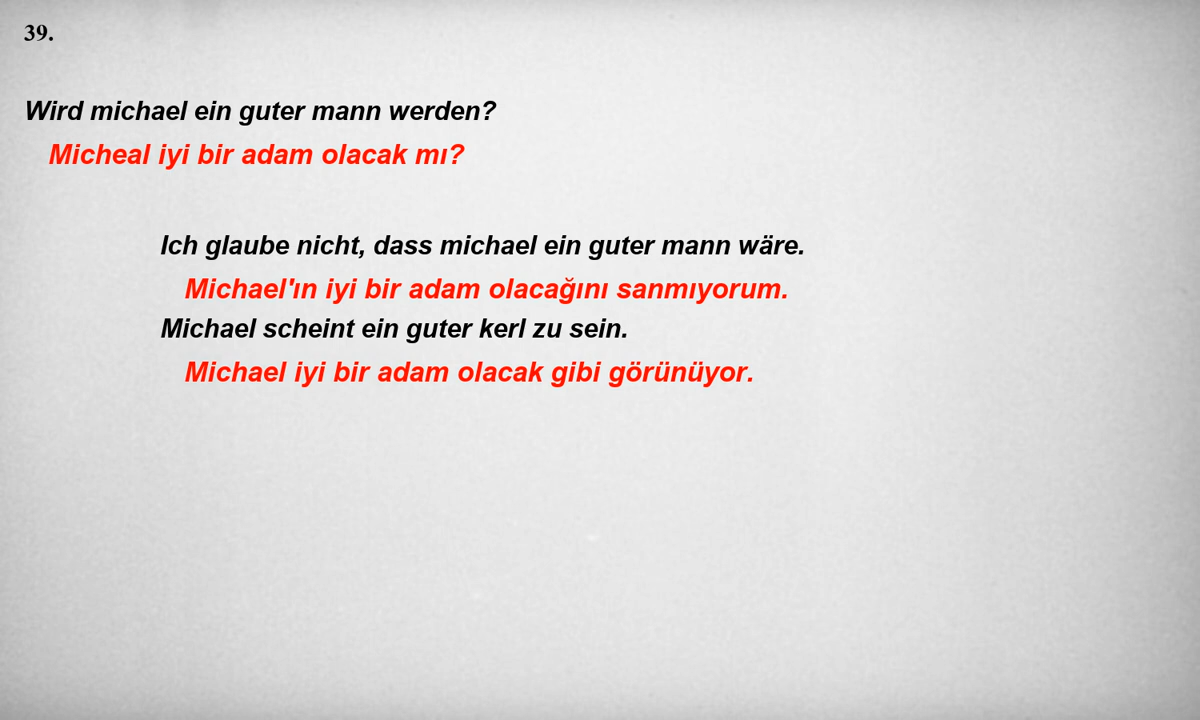 39.
Wird michael ein guter mann werden?
Micheal iyi bir adam olacak mı?
Ich glaube nicht, dass michael ein guter mann wäre.
Michael'ın iyi bir adam olacağını sanmıyorum.
Michael scheint ein guter kerl zu sein.
Michael iyi bir adam olacak gibi görünüyor.